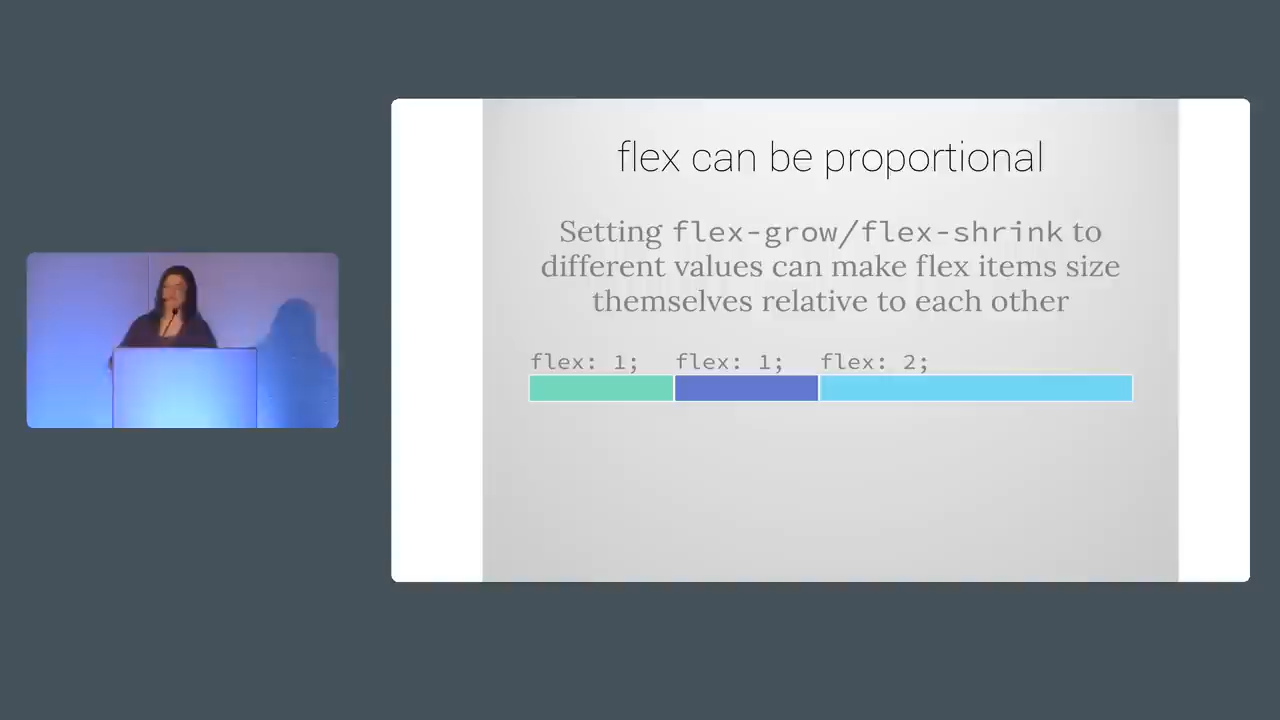 flex can be proportional
Setting flex-grow/flex-shrink to
different values can make flex items size
themselves relative to each other
flex: 1; flex: 1; flex: 2;